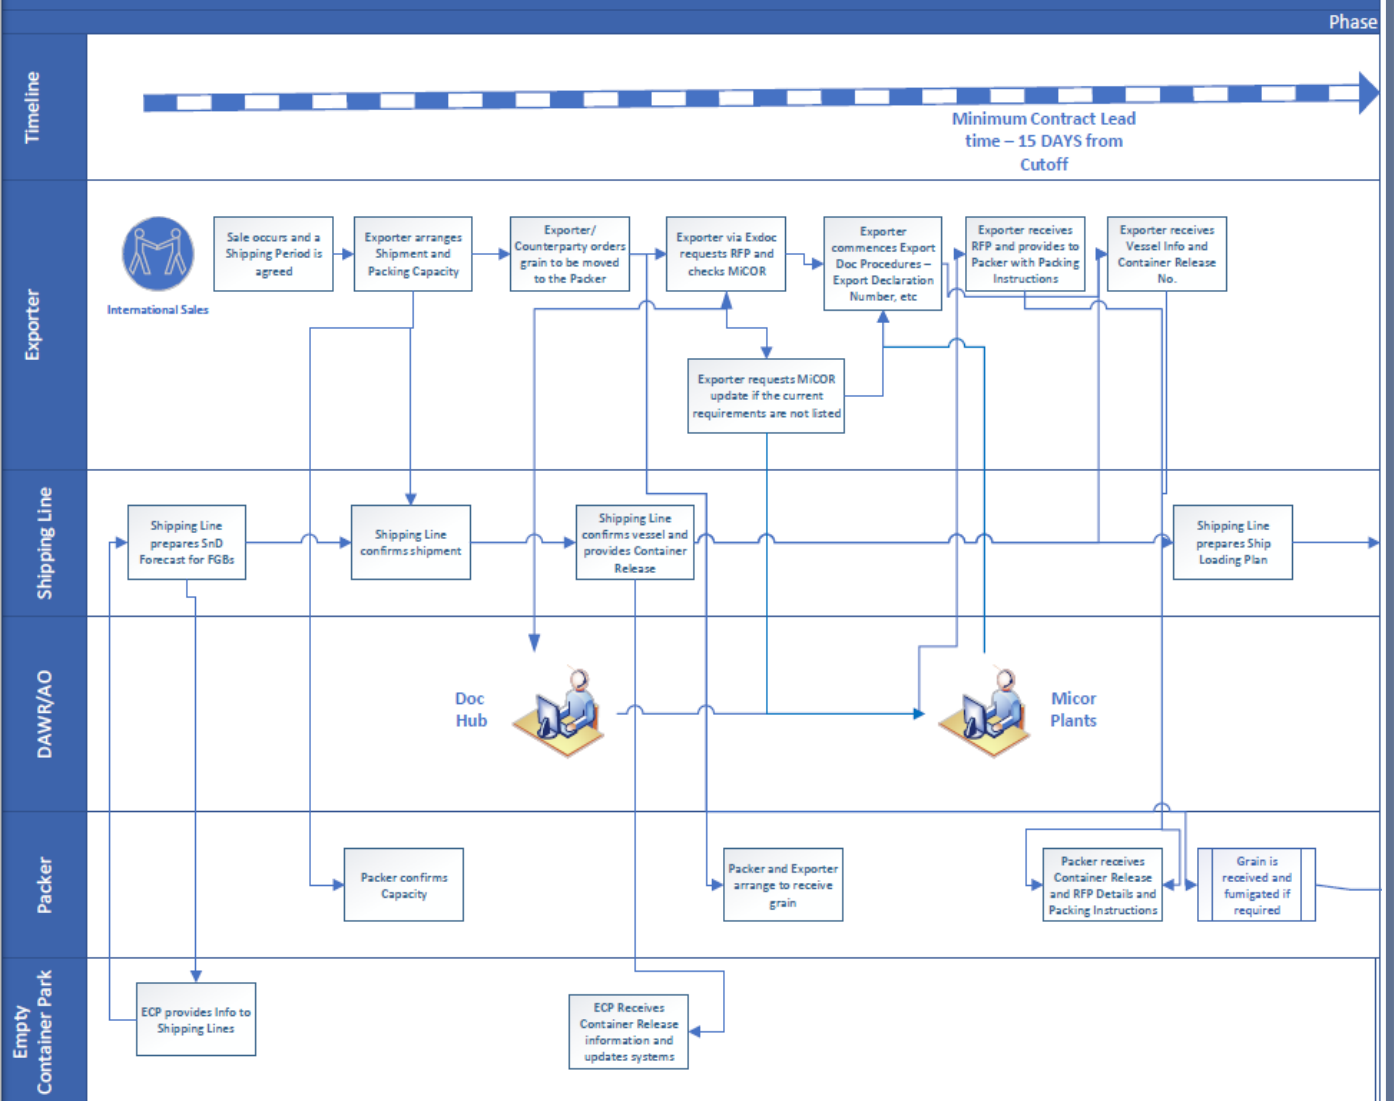 Phase
Timeline
Minimum Contract Lead
time – 15 DAYS from
Cutoff
Exporter
International Sales
Sale occurs and a
Shipping Period is
agreed
Exporter arranges
Shipment and
Packing Capacity
Exporter/
Counterparty orders
grain to be moved
to the Packer
Exporter via Exdoc
requests RFP and
checks MiCOR
Exporter
commences Export
Doc Procedures –
Export Declaration
Number, etc
Exporter receives
RFP and provides to
Packer with Packing
Instructions
Exporter receives
Vessel Info and
Container Release
No.
Exporter requests MiCOR
update if the current
requirements are not listed
Shipping Line
Shipping Line
prepares SnD
Forecast for FGBs
Shipping Line
confirms shipment
Shipping Line
confirms vessel and
provides Container
Release
Shipping Line
prepares Ship
Loading Plan
DAWR/AO
Doc
Hub
Micor
Plants
Packer
Packer confirms
Capacity
Packer and Exporter
arrange to receive
grain
Packer receives
Container Release
and RFP Details and
Packing Instructions
Grain is
received and
fumigated if
required
Empty
Container Park
ECP provides Info to
Shipping Lines
ECP Receives
Container Release
information and
updates systems